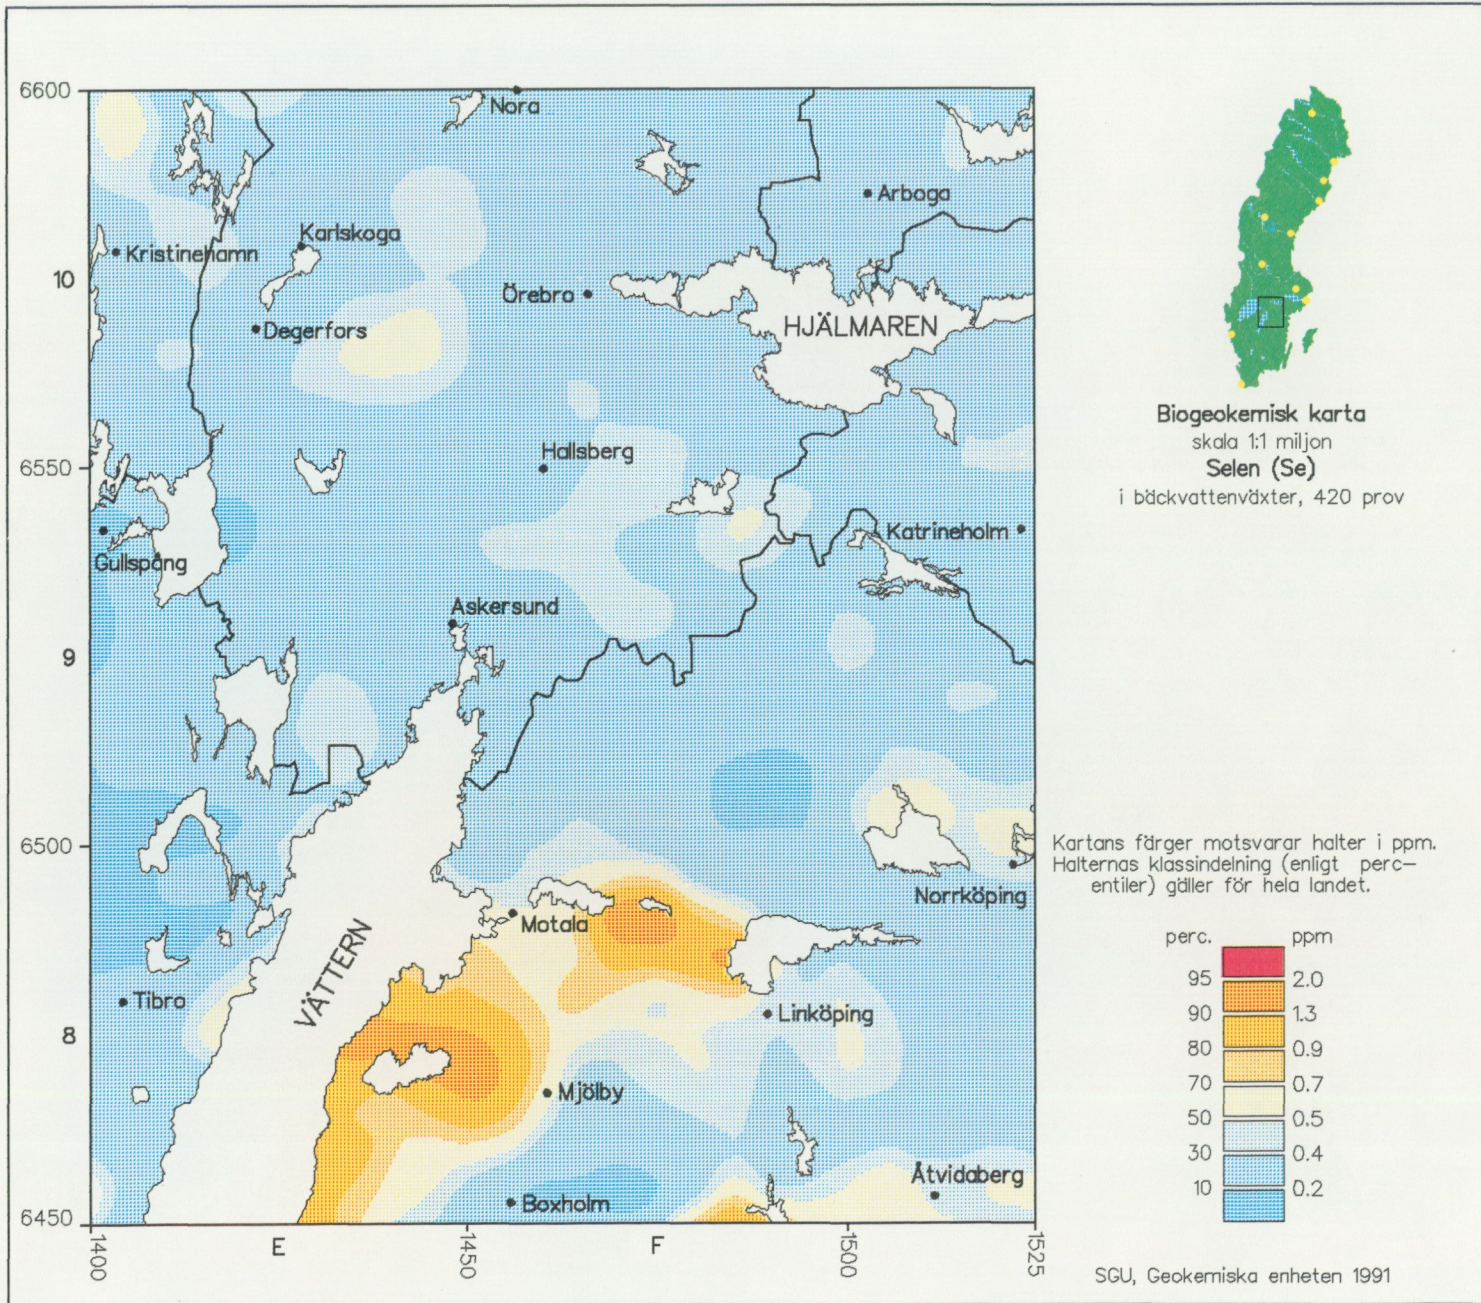 6600
Nora
Arboga
Karlskoga
Kristinehamn
10
Örebro
Degerfors
HJÄLMAREN
Hallsberg
6550
Katrineholm
Gullspång
Askersund
9
6500
Norrköping
Motala
VÄTTERN
Tibro
Linköping
8
Mjölby
Åtvidaberg
Boxholm
6450
1400
E
1450
F
1500
1525
Biogeokemisk karta
skala 1:1 miljon
Selen (Se)
i bäckvattenväxter, 420 prov
Kartans färger motsvarar halter i ppm.
Halternas klassindelning (enligt perc-
entiler) gäller för hela landet.
perc. ppm
95 2.0
90 1.3
80 0.9
70 0.7
50 0.5
30 0.4
10 0.2
SGU, Geokemiska enheten 1991